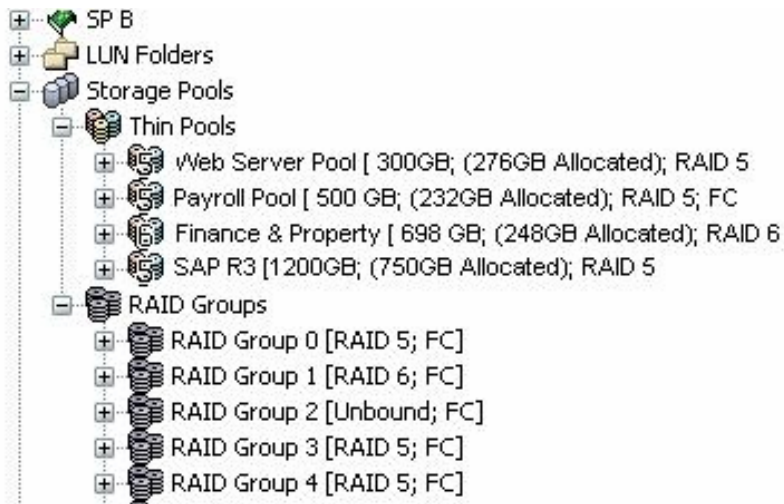 SP B
LUN Folders
Storage Pools
Thin Pools
Web Server Pool [ 300GB; (276GB Allocated); RAID 5
Payroll Pool [ 500 GB; (232GB Allocated); RAID 5; FC
Finance & Property [ 698 GB; (248GB Allocated); RAID 6
SAP R3 [1200GB; (750GB Allocated); RAID 5
RAID Groups
RAID Group 0 [RAID 5; FC]
RAID Group 1 [RAID 6; FC]
RAID Group 2 [Unbound; FC]
RAID Group 3 [RAID 5; FC]
RAID Group 4 [RAID 5; FC]